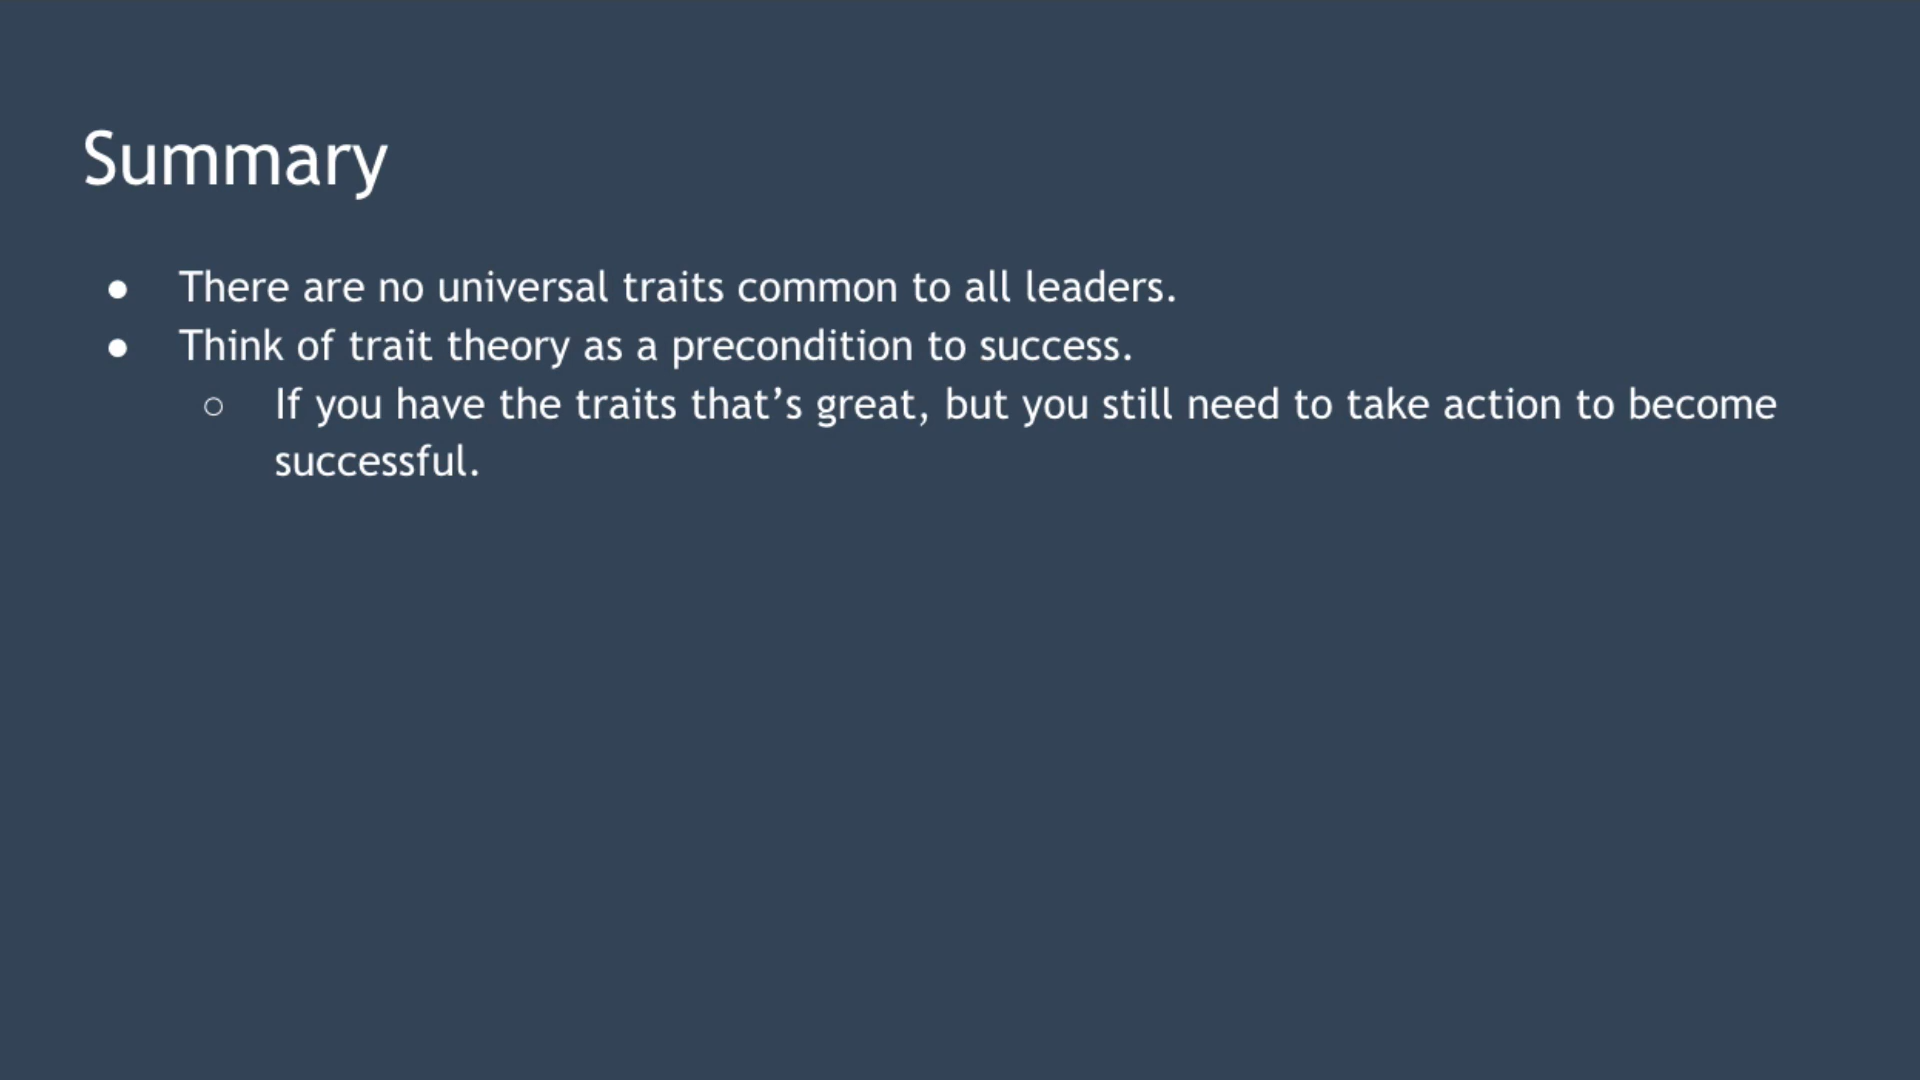 Summary
● There are no universal traits common to all leaders.
● Think of trait theory as a precondition to success.
○ If you have the traits that’s great, but you still need to take action to become
successful.